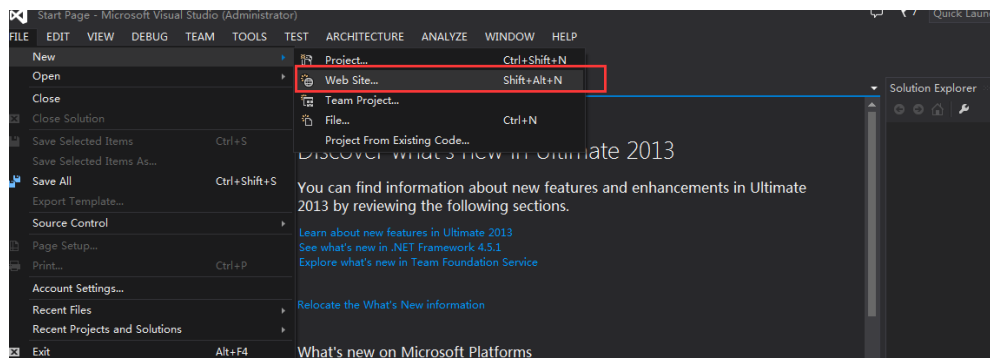 Start Page - Microsoft Visual Studio (Administrator)
Quick Laun
FILE EDIT VIEW DEBUG TEAM TOOLS TEST ARCHITECTURE ANALYZE WINDOW HELP
New
Open
Close
Close Solution
Save Selected Items Ctrl+S
Save Selected Items As...
Save All Ctrl+Shift+S
Export Template...
Source Control
Page Setup...
Print... Ctrl+P
Account Settings...
Recent Files
Recent Projects and Solutions
Exit Alt+F4
Project... Ctrl+Shift+N
Web Site... Shift+Alt+N
Team Project...
File... Ctrl+N
Project From Existing Code...
Discover what's new in Ultimate 2013
You can find information about new features and enhancements in Ultimate
2013 by reviewing the following sections.
Learn about new features in Ultimate 2013
See what's new in .NET Framework 4.5.1
Explore what's new in Team Foundation Service
Relocate the What's New information
What's new on Microsoft Platforms
Solution Explorer